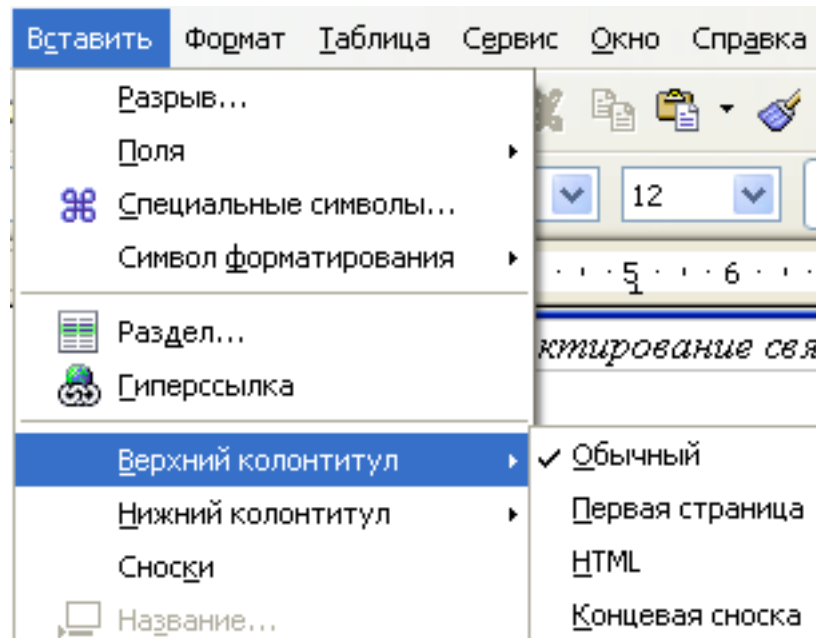 Вставить Формат Таблица Сервис Окно Справка
Разрыв...
Поля
Специальные символы...
12
Символ форматирования
5 6
Раздел...
ктирование свя
Гиперссылка
Верхний колонтитул
Обычный
Нижний колонтитул
Первая страница
Сноски
HTML
Название...
Концевая сноска